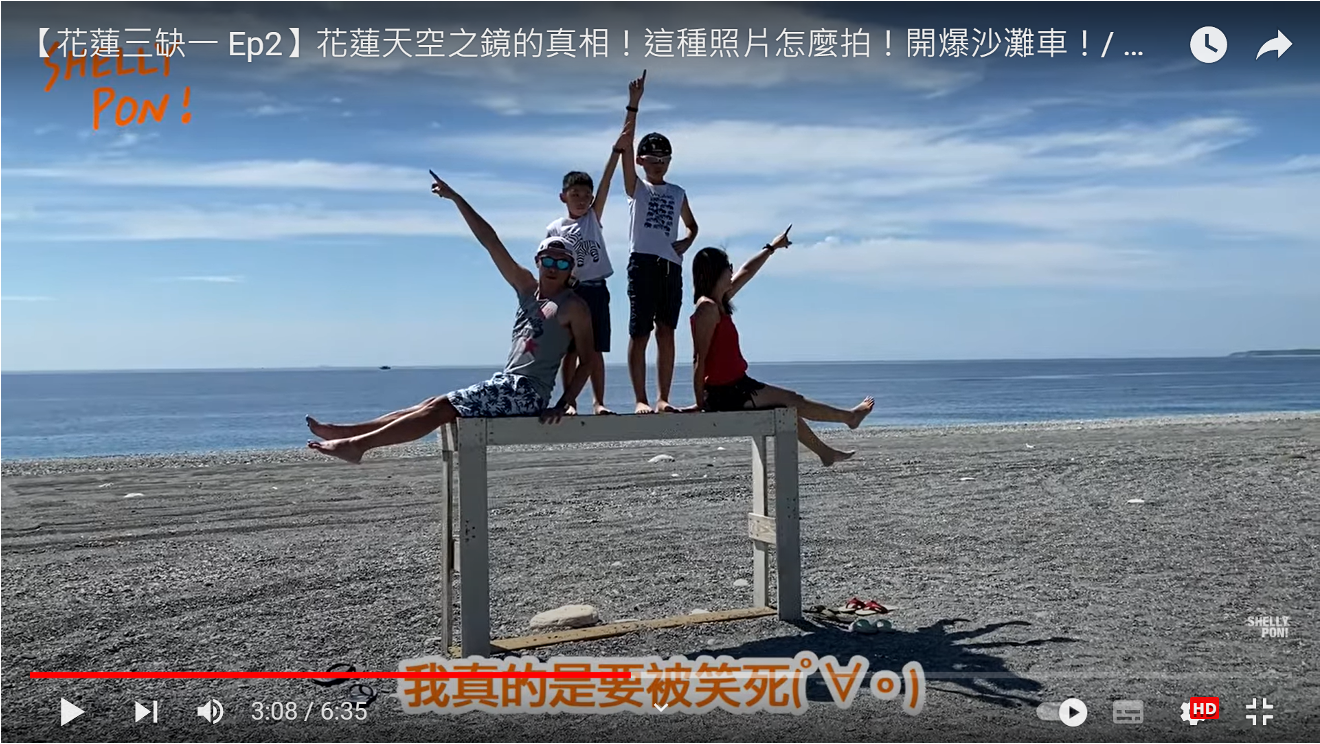 【花蓮三缺一 Ep2】花蓮天空之鏡的真相！這種照片怎麼拍！開爆沙灘車！/ ...
SHELLY
PON!
SHELLY
PON!
我真的是要被笑死(ﾟ∀ﾟ)
3:08 / 6:35
HD